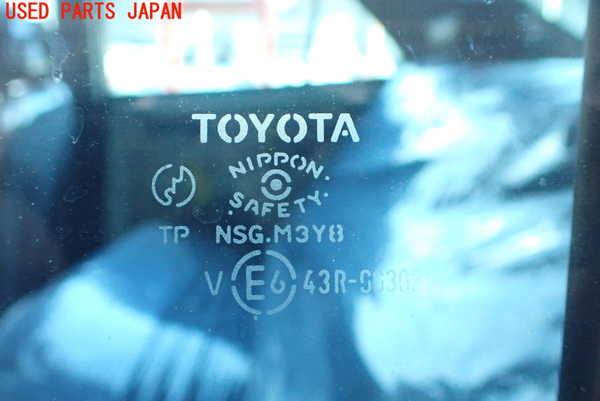 USED PARTS JAPAN
TOYOTA
NIPPON.
.SAFETY.
TP NSG.M3Y8
V E6